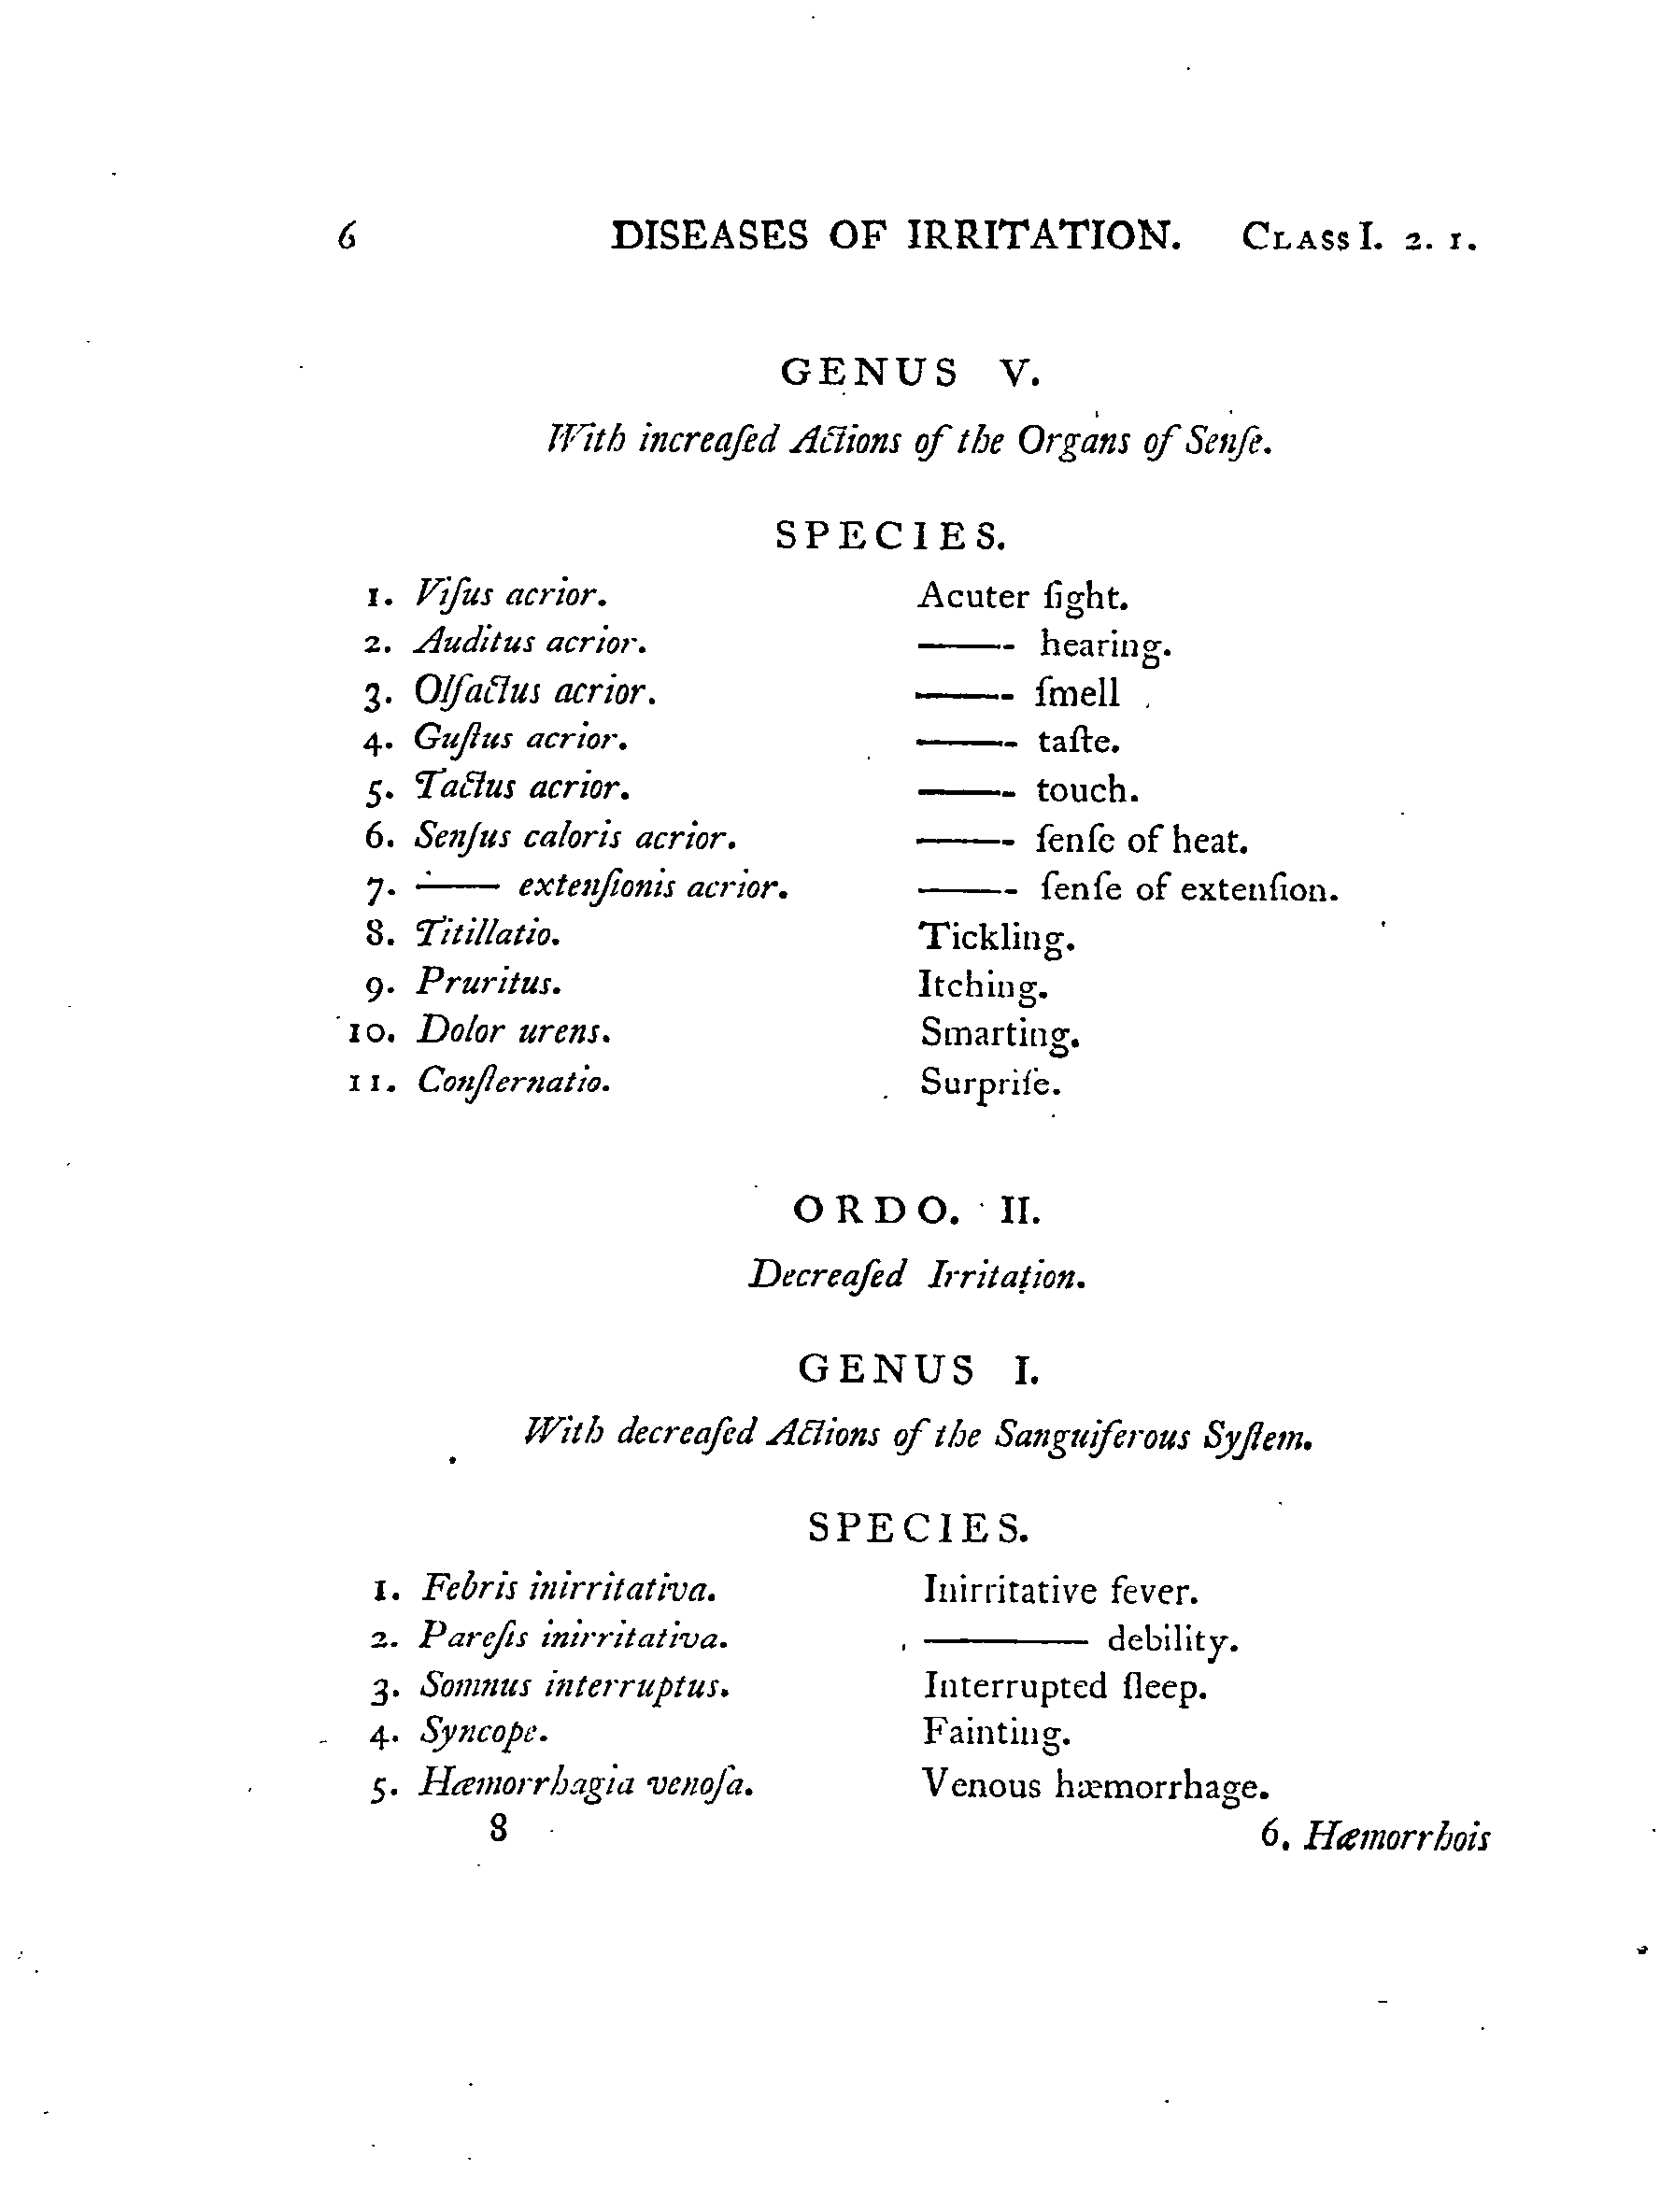 6 DISEASES OF IRRITATION. CLASS I. 2. 1.
GENUS V.
With increaſed Actions of the Organs of Senſe.
SPECIES.
1. Viſus acrior. Acuter ſight.
2. Auditus acrior. ——— hearing.
3. Olfactus acrior. ——— ſmell
4. Guſtus acrior. ——— taſte.
5. Tactus acrior. ——— touch.
6. Senſus caloris acrior. ——— ſenſe of heat.
7. ——— extenſionis acrior. ——— ſenſe of extenſion.
8. Titillatio. Tickling.
9. Pruritus. Itching.
10. Dolor urens. Smarting.
11. Conſternatio. Surpriſe.
ORDO. II.
Decreaſed Irritation.
GENUS I.
With decreaſed Actions of the Sanguiferous Syſtem.
SPECIES.
1. Febris inirritativa. Inirritative fever.
2. Pareſis inirritativa. ——— debility.
3. Somnus interruptus. Interrupted ſleep.
4. Syncope. Fainting.
5. Hæmorrhagia venoſa. Venous hæmorrhage.
8 6. Hæmorrhois